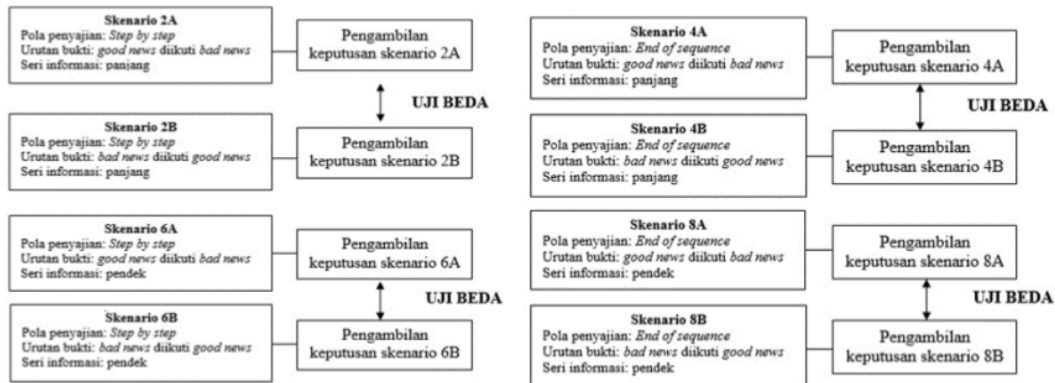 Skenario 2A
Pola penyajian: Step by step
Urutan bukti: good news diikuti bad news
Seri informasi: panjang
Pengambilan
keputusan skenario 2A
UJI BEDA
Skenario 2B
Pola penyajian: Step by step
Urutan bukti: bad news diikuti good news
Seri informasi: panjang
Pengambilan
keputusan skenario 2B
Skenario 6A
Pola penyajian: Step by step
Urutan bukti: good news diikuti bad news
Seri informasi: pendek
Pengambilan
keputusan skenario 6A
UJI BEDA
Skenario 6B
Pola penyajian: Step by step
Urutan bukti: bad news diikuti good news
Seri informasi: pendek
Pengambilan
keputusan skenario 6B
Skenario 4A
Pola penyajian: End of sequence
Urutan bukti: good news diikuti bad news
Seri informasi: panjang
Pengambilan
keputusan skenario 4A
UJI BEDA
Skenario 4B
Pola penyajian: End of sequence
Urutan bukti: bad news diikuti good news
Seri informasi: panjang
Pengambilan
keputusan skenario 4B
Skenario 8A
Pola penyajian: End of sequence
Urutan bukti: good news diikuti bad news
Seri informasi: pendek
Pengambilan
keputusan skenario 8A
UJI BEDA
Skenario 8B
Pola penyajian: End of sequence
Urutan bukti: bad news diikuti good news
Seri informasi: pendek
Pengambilan
keputusan skenario 8B